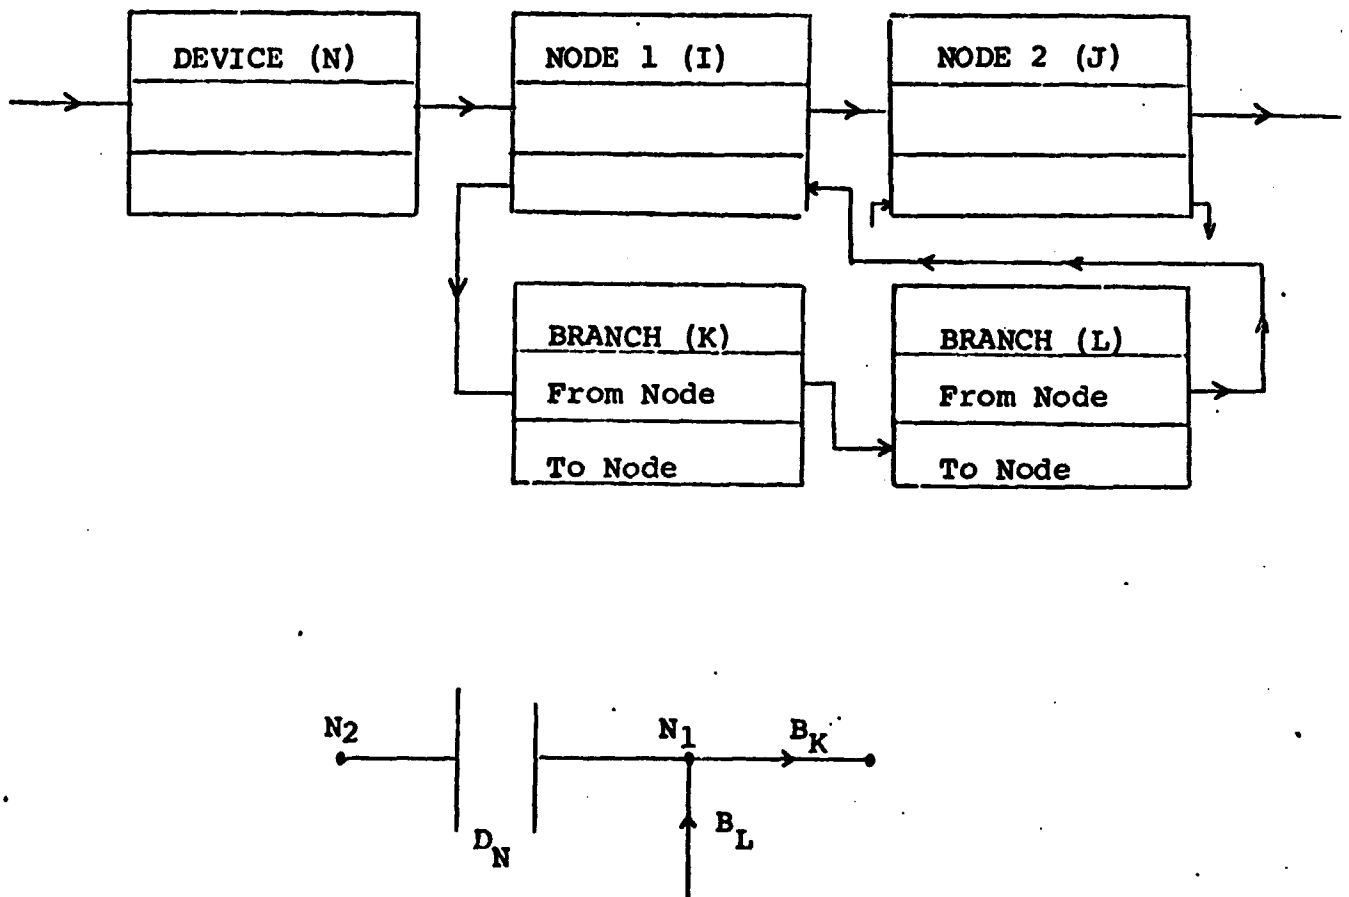 DEVICE (N)
NODE 1 (I)
NODE 2 (J)
BRANCH (K)
From Node
To Node
BRANCH (L)
From Node
To Node
N2
N1
BK
DN
BL